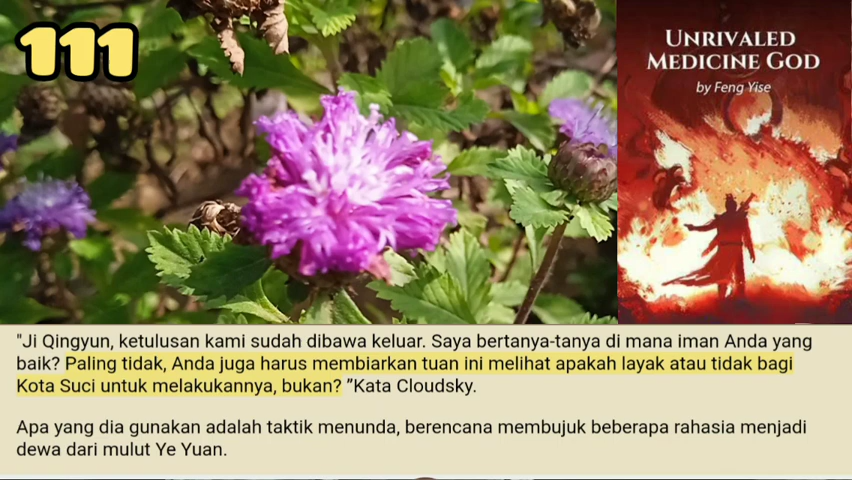 111
UNRIVALED
MEDICINE GOD
by Feng Yise
"Ji Qingyun, ketulusan kami sudah dibawa keluar. Saya bertanya-tanya di mana iman Anda yang
baik? Paling tidak, Anda juga harus membiarkan tuan ini melihat apakah layak atau tidak bagi
Kota Suci untuk melakukannya, bukan? ”Kata Cloudsky.
Apa yang dia gunakan adalah taktik menunda, berencana membujuk beberapa rahasia menjadi
dewa dari mulut Ye Yuan.